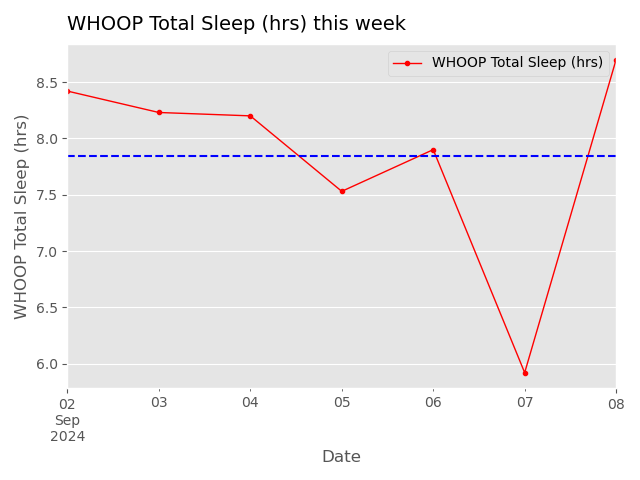 WHOOP Total Sleep (hrs) this week
WHOOP Total Sleep (hrs)
WHOOP Total Sleep (hrs)
8.5
8.0
7.5
7.0
6.5
6.0
02 03 04 05 06 07 08
Sep
2024
Date